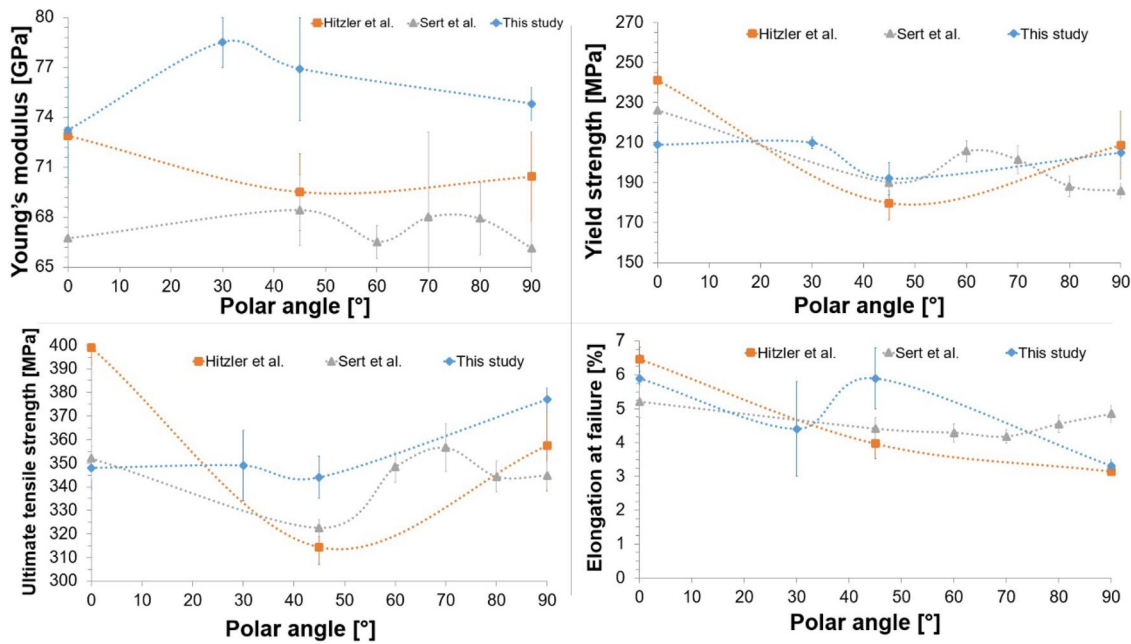 Young's modulus [GPa]
80
77
74
71
68
65
Hitzler et al. Sert et al. This study
0 10 20 30 40 50 60 70 80 90
Polar angle [°]
Yield strength [MPa]
270
250
230
210
190
170
150
Hitzler et al. Sert et al. This study
0 10 20 30 40 50 60 70 80 90
Polar angle [°]
Ultimate tensile strength [MPa]
400
390
380
370
360
350
340
330
320
310
300
Hitzler et al. Sert et al. This study
0 10 20 30 40 50 60 70 80 90
Polar angle [°]
Elongation at failure [%]
7
6
5
4
3
2
1
0
Hitzler et al. Sert et al. This study
0 10 20 30 40 50 60 70 80 90
Polar angle [°]